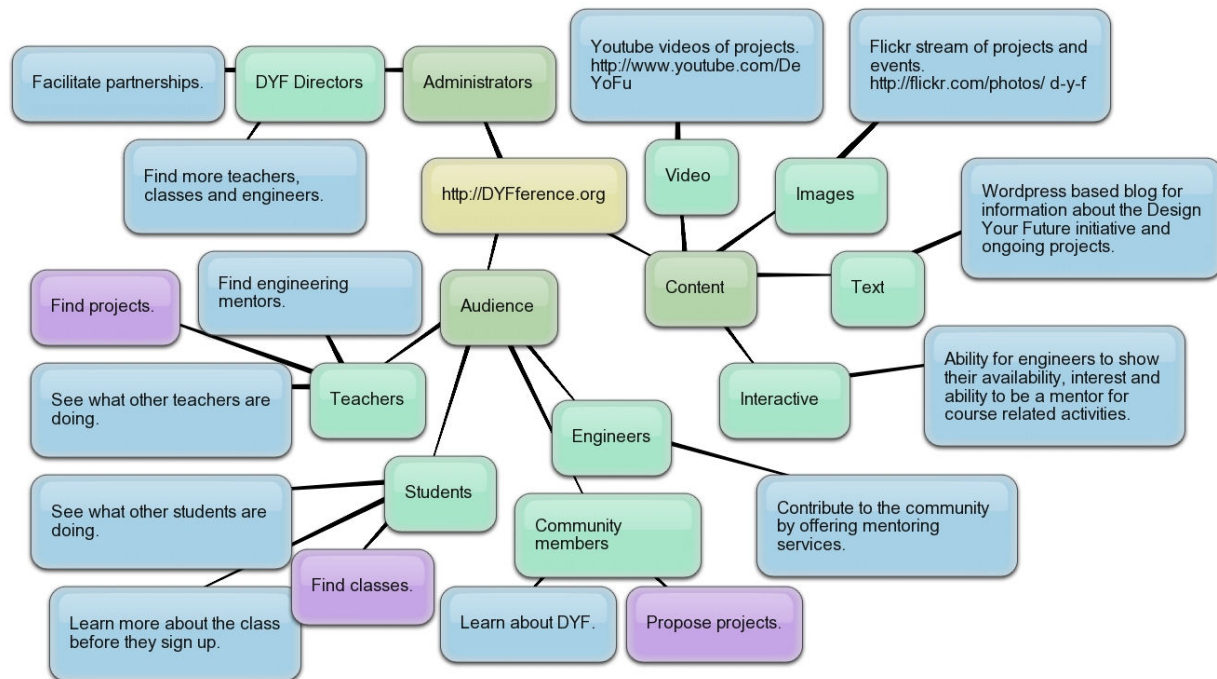 Youtube videos of projects.
http://www.youtube.com/De
YoFu
Flickr stream of projects and
events.
http://flickr.com/photos/ d-y-f
Facilitate partnerships.
DYF Directors
Administrators
Find more teachers,
classes and engineers.
http://DYFference.org
Video
Images
Wordpress based blog for
information about the Design
Your Future initiative and
ongoing projects.
Find projects.
Find engineering
mentors.
Audience
Content
Text
See what other teachers are
doing.
Teachers
Interactive
Ability for engineers to show
their availability, interest and
ability to be a mentor for
course related activities.
Engineers
See what other students are
doing.
Students
Community
members
Contribute to the community
by offering mentoring
services.
Find classes.
Learn more about the class
before they sign up.
Learn about DYF.
Propose projects.